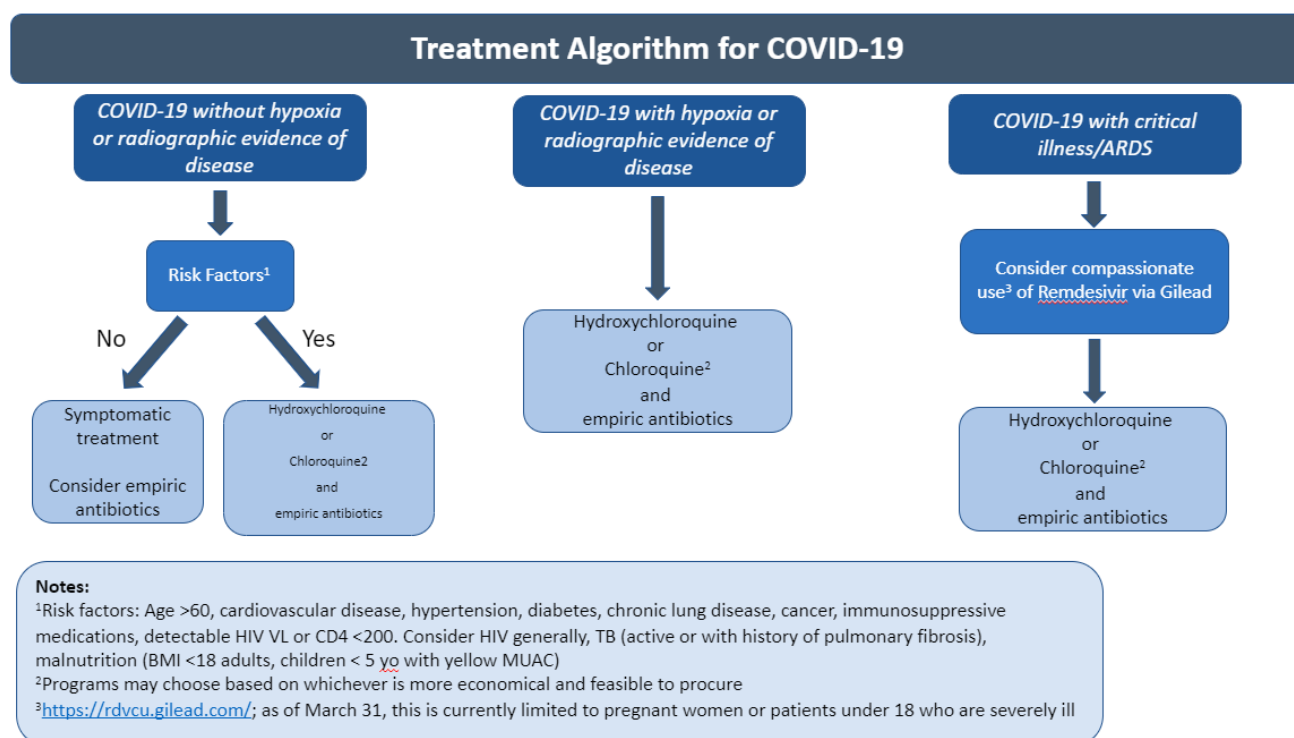 Treatment Algorithm for COVID-19
COVID-19 without hypoxia
or radiographic evidence of
disease
Risk Factors¹
No
Yes
Symptomatic
treatment
Consider empiric
antibiotics
Hydroxychloroquine
or
Chloroquine2
and
empiric antibiotics
COVID-19 with hypoxia or
radiographic evidence of
disease
Hydroxychloroquine
or
Chloroquine²
and
empiric antibiotics
COVID-19 with critical
illness/ARDS
Consider compassionate
use³ of Remdesivir via Gilead
Hydroxychloroquine
or
Chloroquine²
and
empiric antibiotics
Notes:
¹Risk factors: Age >60, cardiovascular disease, hypertension, diabetes, chronic lung disease, cancer, immunosuppressive
medications, detectable HIV VL or CD4 <200. Consider HIV generally, TB (active or with history of pulmonary fibrosis),
malnutrition (BMI <18 adults, children < 5 yo with yellow MUAC)
²Programs may choose based on whichever is more economical and feasible to procure
³https://rdvcu.gilead.com/; as of March 31, this is currently limited to pregnant women or patients under 18 who are severely ill